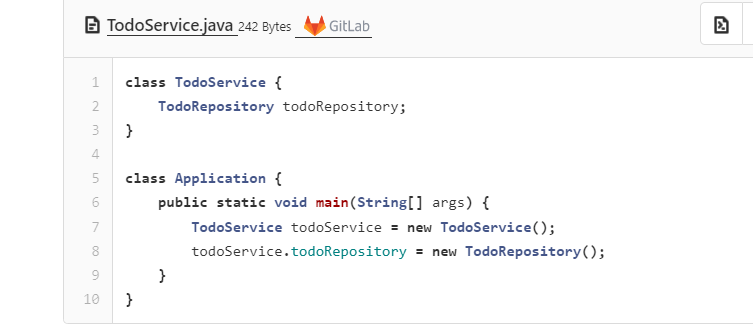 TodoService.java 242 Bytes GitLab
1 class TodoService {
2     TodoRepository todoRepository;
3 }
4
5 class Application {
6     public static void main(String[] args) {
7         TodoService todoService = new TodoService();
8         todoService.todoRepository = new TodoRepository();
9     }
10 }